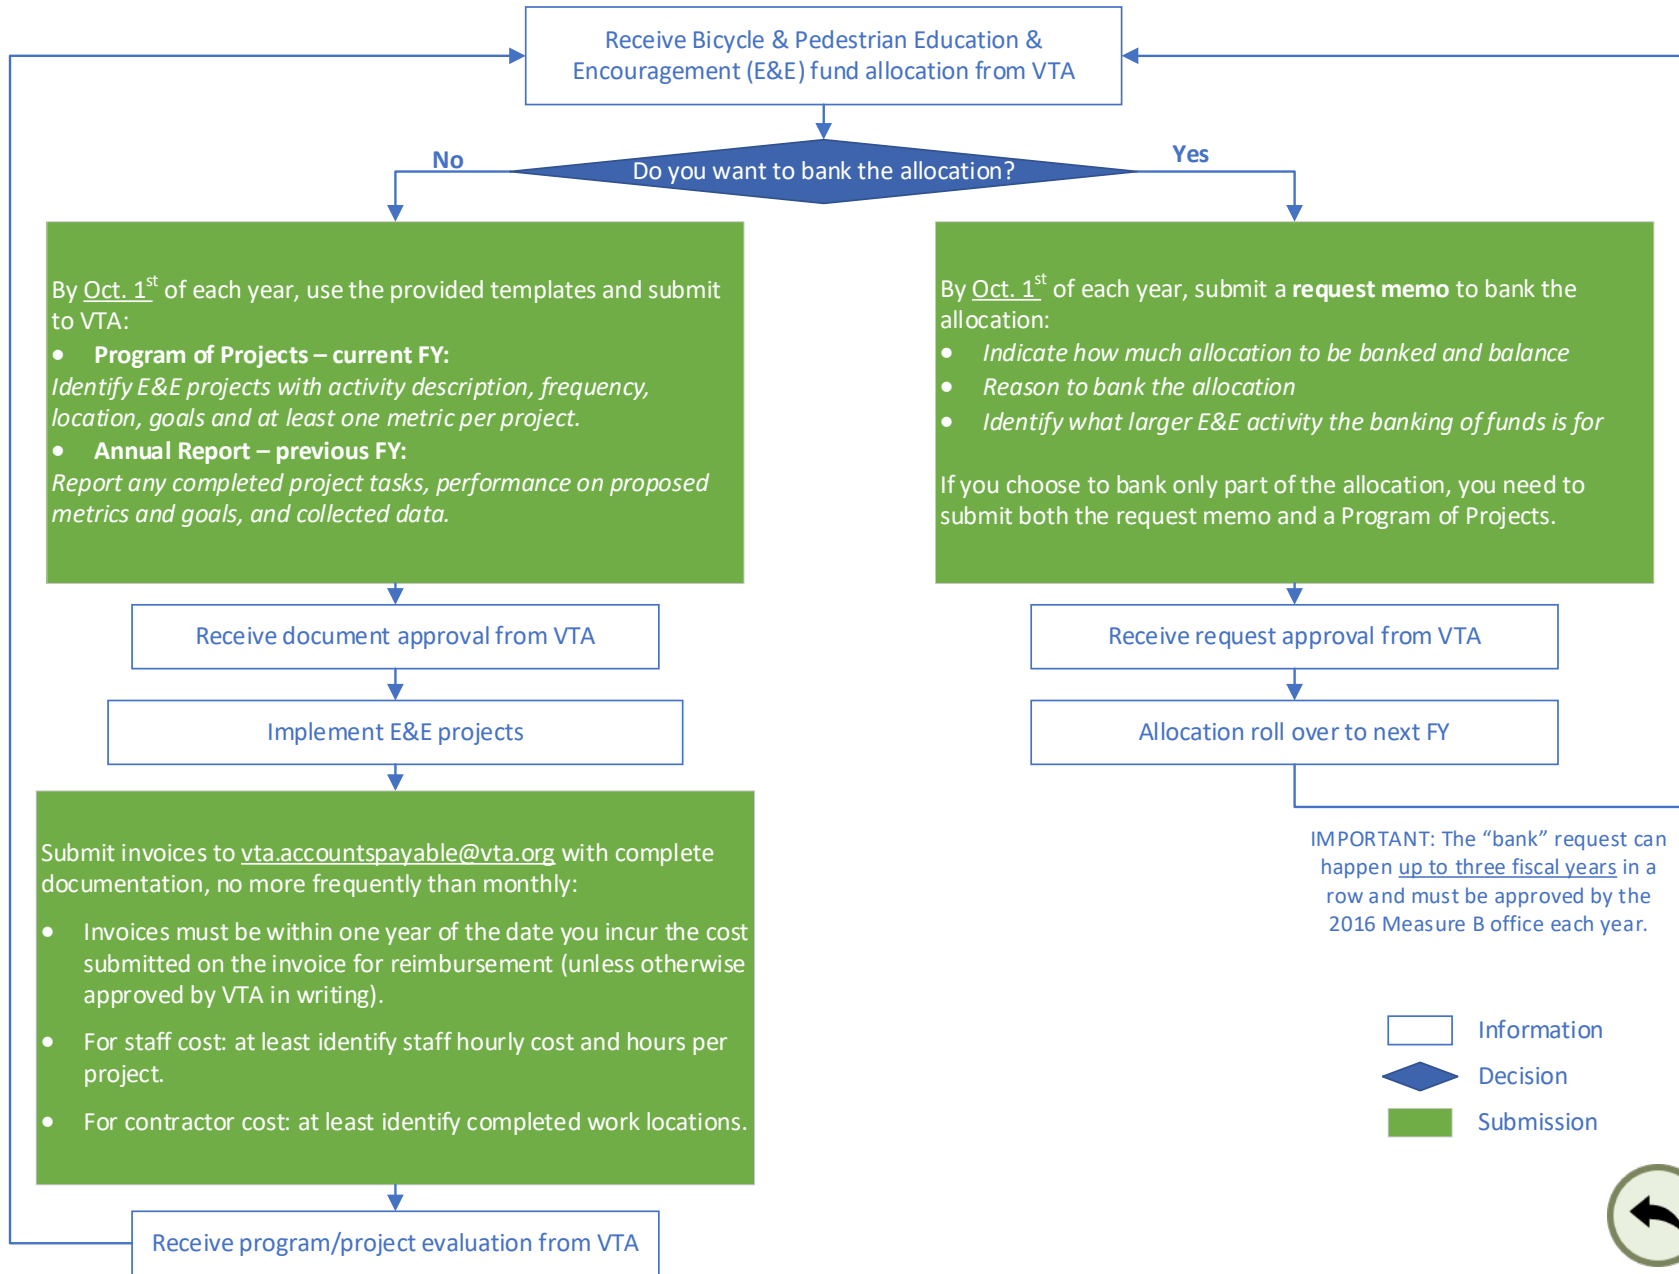 Receive Bicycle & Pedestrian Education &
Encouragement (E&E) fund allocation from VTA
Do you want to bank the allocation?
No
Yes
By Oct. 1st of each year, use the provided templates and submit
to VTA:
• Program of Projects – current FY:
Identify E&E projects with activity description, frequency,
location, goals and at least one metric per project.
• Annual Report – previous FY:
Report any completed project tasks, performance on proposed
metrics and goals, and collected data.
Receive document approval from VTA
Implement E&E projects
Submit invoices to vta.accountspayable@vta.org with complete
documentation, no more frequently than monthly:
• Invoices must be within one year of the date you incur the cost
submitted on the invoice for reimbursement (unless otherwise
approved by VTA in writing).
• For staff cost: at least identify staff hourly cost and hours per
project.
• For contractor cost: at least identify completed work locations.
Receive program/project evaluation from VTA
By Oct. 1st of each year, submit a request memo to bank the
allocation:
• Indicate how much allocation to be banked and balance
• Reason to bank the allocation
• Identify what larger E&E activity the banking of funds is for
If you choose to bank only part of the allocation, you need to
submit both the request memo and a Program of Projects.
Receive request approval from VTA
Allocation roll over to next FY
IMPORTANT: The “bank” request can
happen up to three fiscal years in a
row and must be approved by the
2016 Measure B office each year.
Information
Decision
Submission